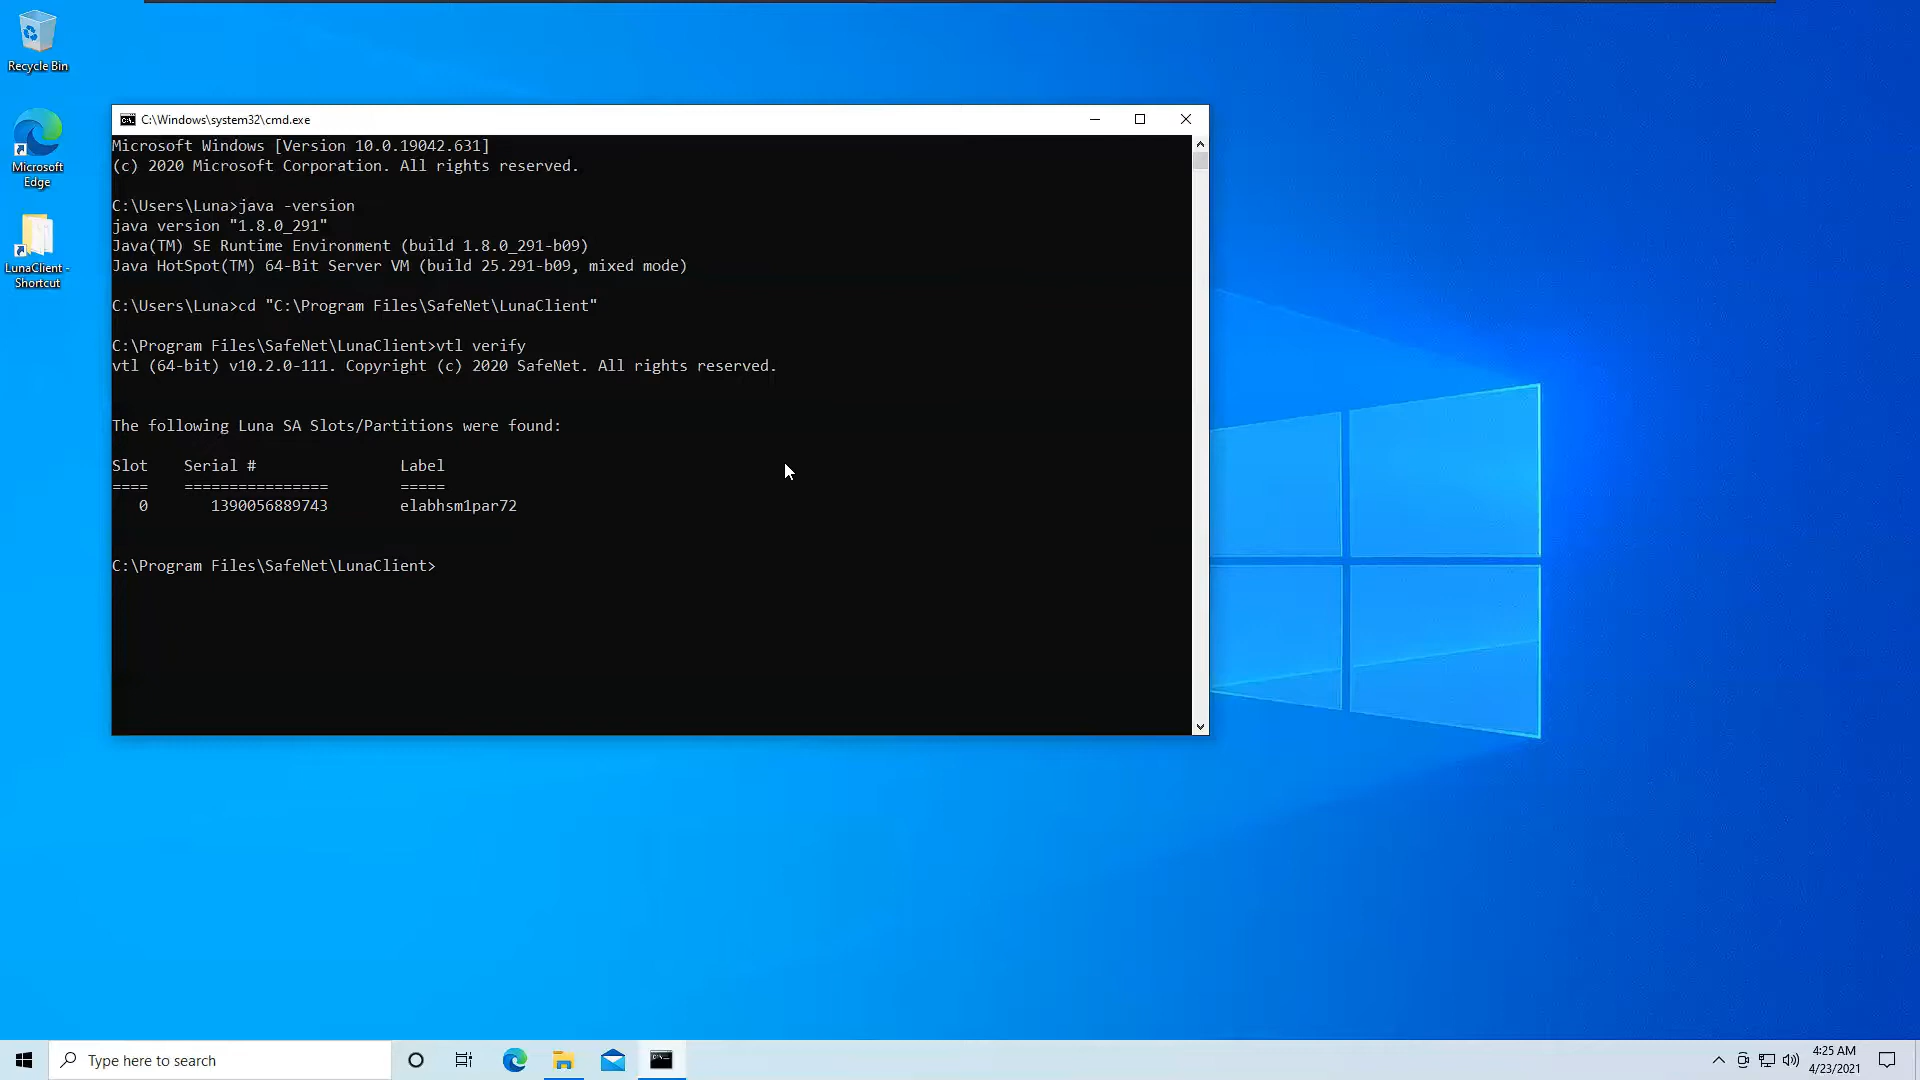 Recycle Bin
Microsoft
Edge
LunaClient -
Shortcut
C:\Windows\system32\cmd.exe
Microsoft Windows [Version 10.0.19042.631]
(c) 2020 Microsoft Corporation. All rights reserved.
C:\Users\Luna>java -version
java version "1.8.0_291"
Java(TM) SE Runtime Environment (build 1.8.0_291-b09)
Java HotSpot(TM) 64-Bit Server VM (build 25.291-b09, mixed mode)
C:\Users\Luna>cd "C:\Program Files\SafeNet\LunaClient"
C:\Program Files\SafeNet\LunaClient>vtl verify
vtl (64-bit) v10.2.0-111. Copyright (c) 2020 SafeNet. All rights reserved.
The following Luna SA Slots/Partitions were found:
Slot    Serial #                Label
====    ================        =====
0       1390056889743        elabhsm1par72
C:\Program Files\SafeNet\LunaClient>
Type here to search
4:25 AM
4/23/2021